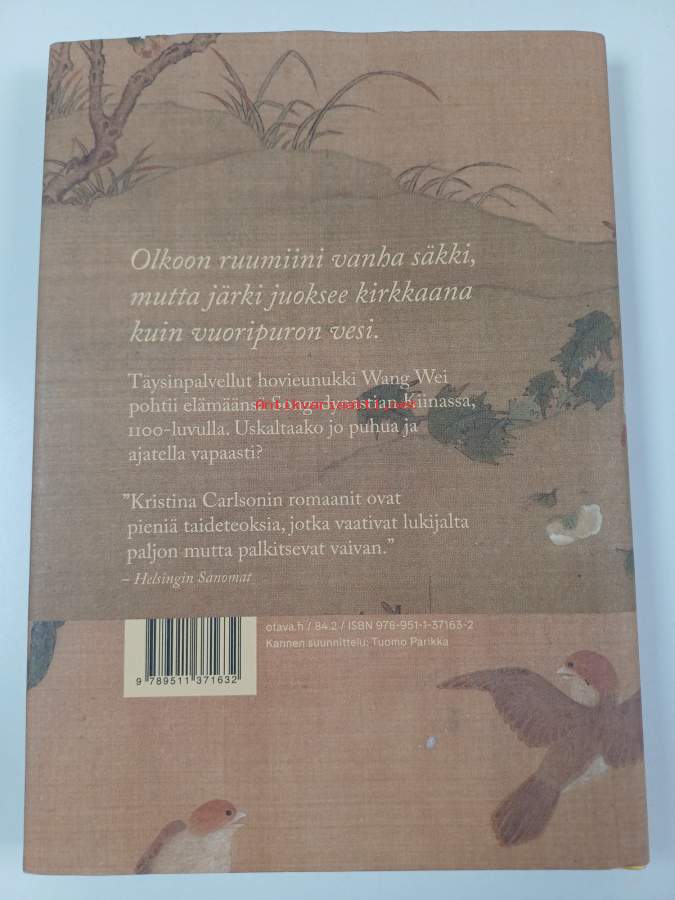 Olkoon ruumiini vanha säkki,
mutta järki juoksee kirkkaana
kuin vuoripuron vesi.
Täysinpalvellut hovieunukki Wang Wei
pohtii elämäänsä Song-dynastian Kiinassa,
1100-luvulla. Uskaltaako jo puhua ja
ajatella vapaasti?
"Kristina Carlsonin romaanit ovat
pieniä taideteoksia, jotka vaativat lukijalta
paljon mutta palkitsevat vaivan."
– Helsingin Sanomat
otava.fi / 84.2 / ISBN 978-951-1-37163-2
Kannen suunnittelu: Tuomo Parikka
9 789511 371632